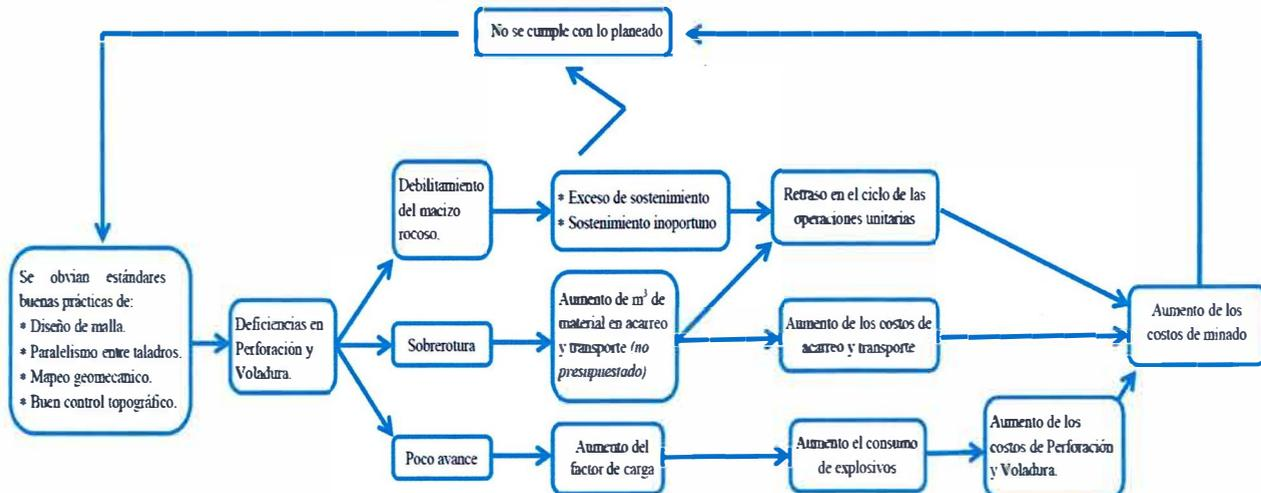 No se cumple con lo planeado
Debilitamiento
del macizo
rocoso.
* Exceso de sostenimiento
* Sostenimiento inoportuno
Retraso en el ciclo de las
operaciones unitarias
Se obvian estándares
buenas prácticas de:
* Diseño de malla.
* Paralelismo entre taladros.
* Mapeo geomecánico.
* Buen control topográfico.
Deficiencias en
Perforación y
Voladura.
Sobrerotura
Aumento de m³ de
material en acarreo
y transporte (no
presupuestado)
Aumento de los costos de
acarreo y transporte
Aumento de los
costos de minado
Poco avance
Aumento del
factor de carga
Aumento el consumo
de explosivos
Aumento de los
costos de Perforación
y Voladura.